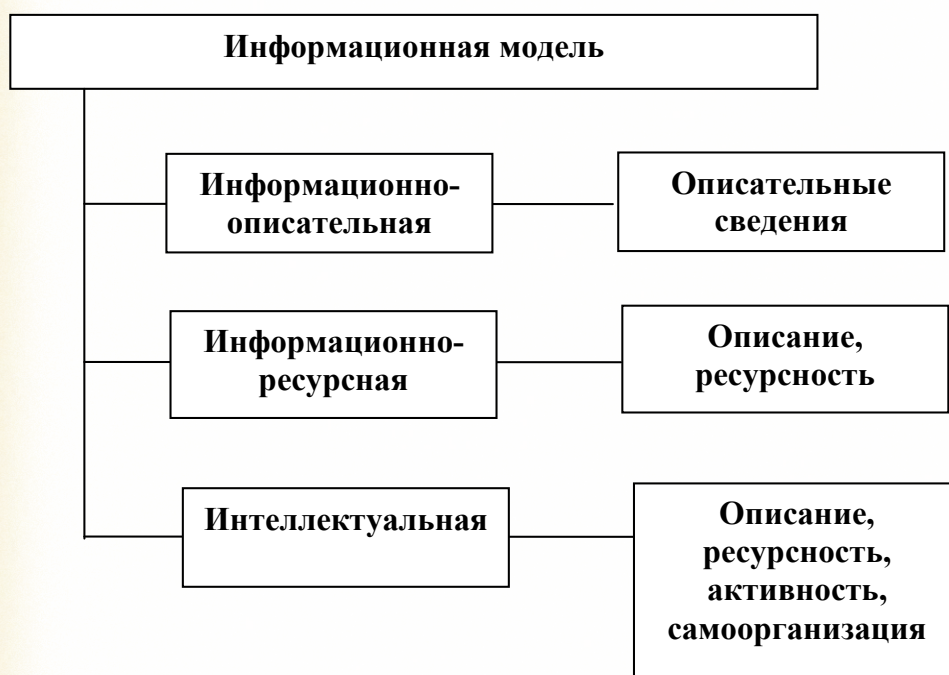 Информационная модель
Информационно-
описательная
Описательные
сведения
Информационно-
ресурсная
Описание,
ресурсность
Интеллектуальная
Описание,
ресурсность,
активность,
самоорганизация